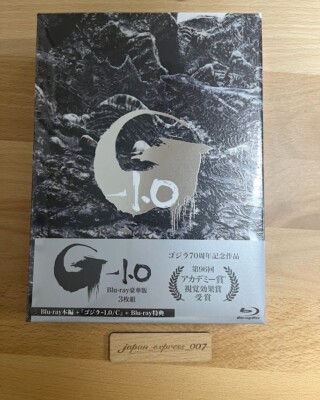 G-1.0
G-1.0
Blu-ray豪華版
3枚組
ゴジラ70周年記念作品
第96回
アカデミー賞®
視覚効果賞
受賞
Blu-ray本編+「ゴジラ-1.0/C」+Blu-ray特典
Blu-ray
japan_express_007